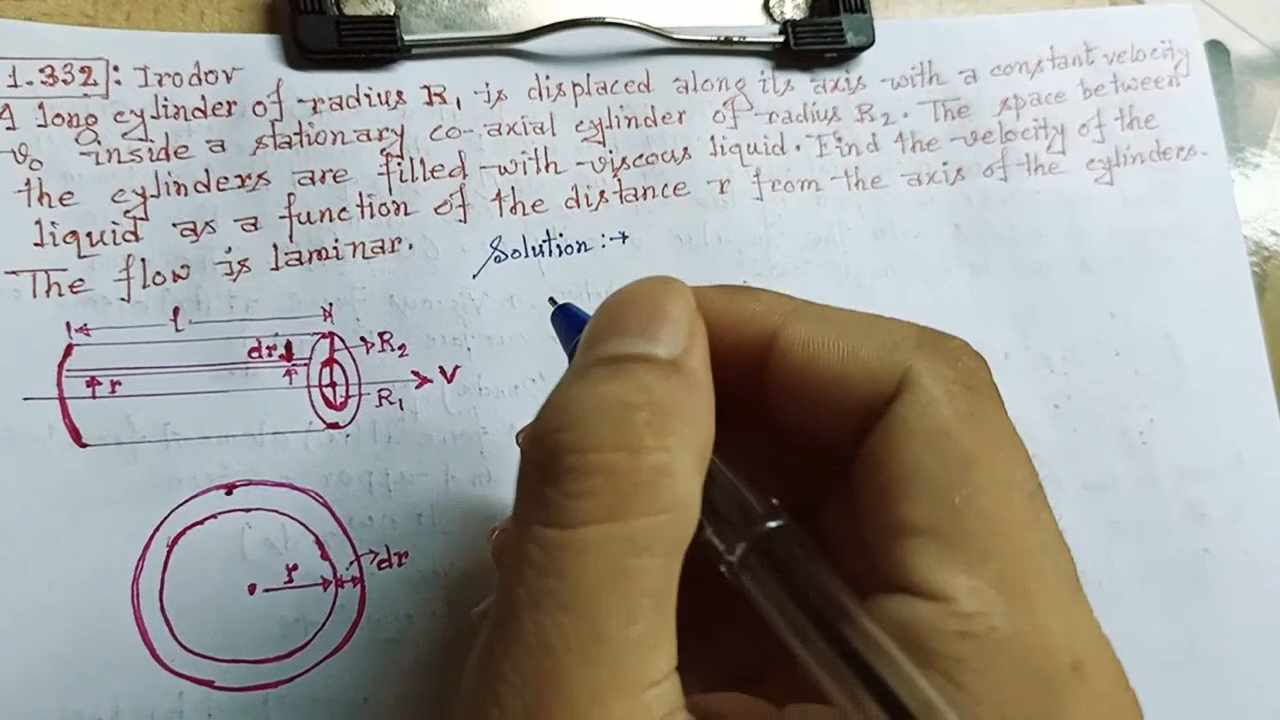 1.332 : Irodov
A long cylinder of radius R1 is displaced along its axis with a constant velocity
v0 inside a stationary co-axial cylinder of radius R2. The space between
the cylinders are filled with viscous liquid. Find the velocity of the
liquid as a function of the distance r from the axis of the cylinders.
The flow is laminar.
Solution :→
l
dr
R2
r
V
R1
r
dr